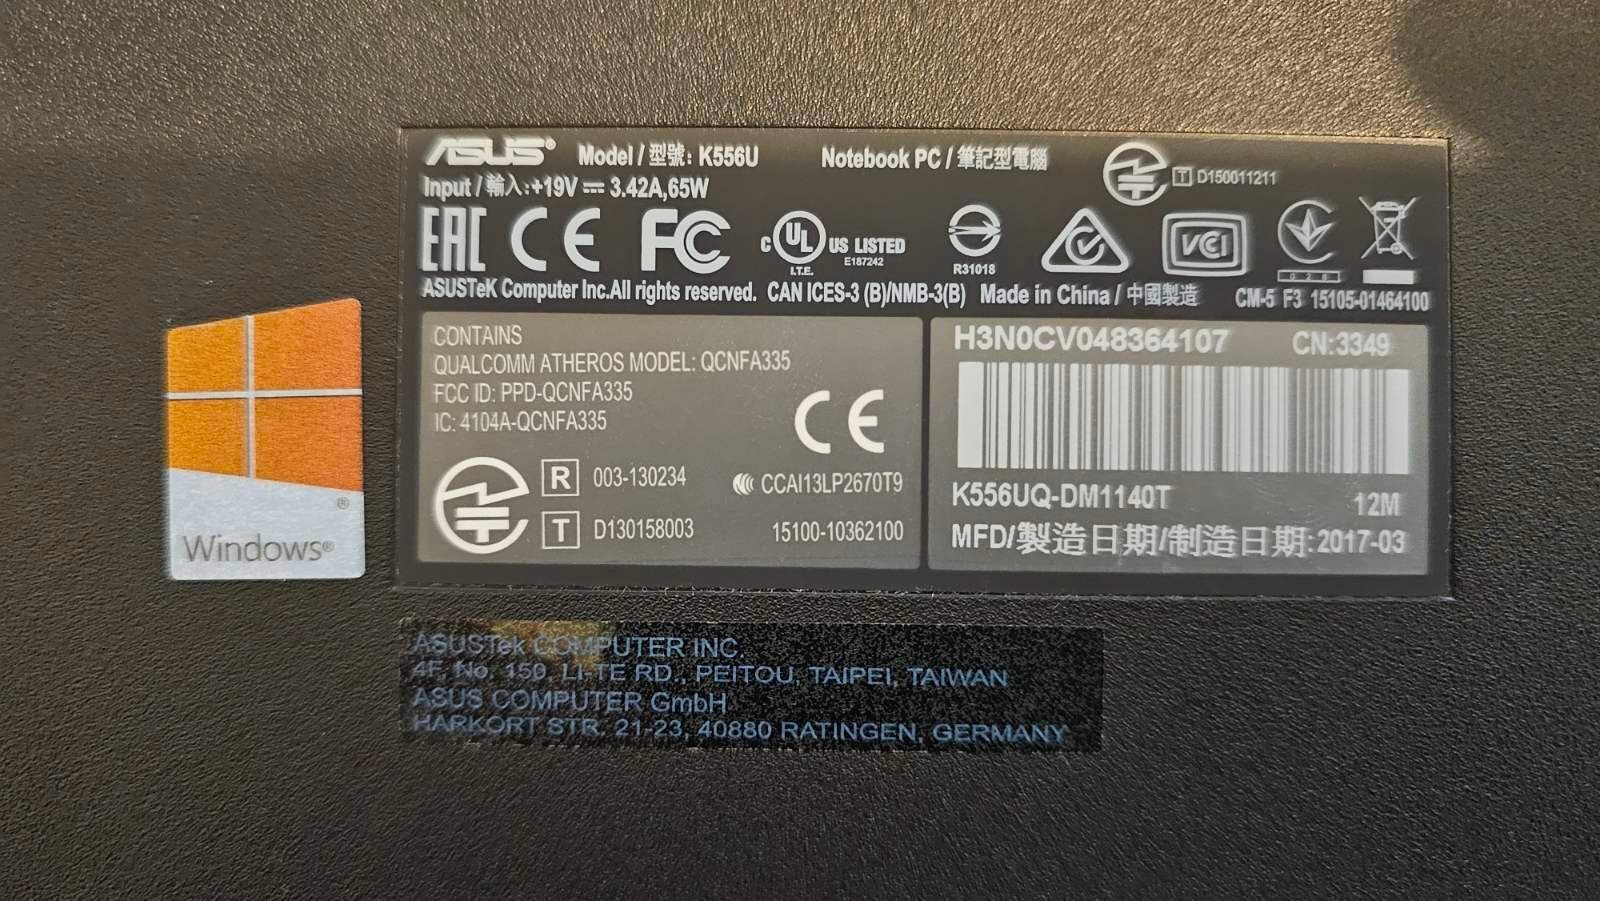 ASUS® Model / 型號: K556U Notebook PC / 筆記型電腦
T D150011211
Input / 輸入:+19V 3.42A,65W
EAC CE FC c UL US LISTED
I.T.E. E187242
R31018
VCI
028
ASUSTeK Computer Inc.All rights reserved. CAN ICES-3 (B)/NMB-3(B) Made in China / 中國製造 CM-5 F3 15105-01464100
CONTAINS
QUALCOMM ATHEROS MODEL: QCNFA335
FCC ID: PPD-QCNFA335
IC: 4104A-QCNFA335
CE
R 003-130234 CCAI13LP2670T9
T D130158003 15100-10362100
H3N0CV048364107 CN:3349
K556UQ-DM1140T 12M
MFD/製造日期/制造日期:2017-03
Windows®
ASUSTek COMPUTER INC.
4F, No. 150, LI-TE RD., PEITOU, TAIPEI, TAIWAN
ASUS COMPUTER GmbH
HARKORT STR. 21-23, 40880 RATINGEN, GERMANY